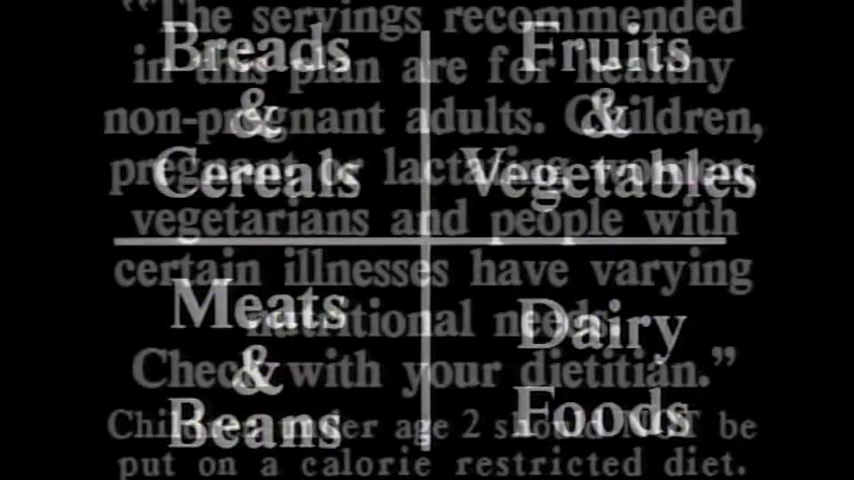 Breads
&
Cereals
Fruits
&
Vegetables
Meats
&
Beans
Dairy
Foods
“The servings recommended
in this plan are for healthy
non-pregnant adults. Children,
pregnant or lactating women,
vegetarians and people with
certain illnesses have varying
nutritional needs.
Check with your dietitian.”
Children under age 2 should NOT be
put on a calorie restricted diet.